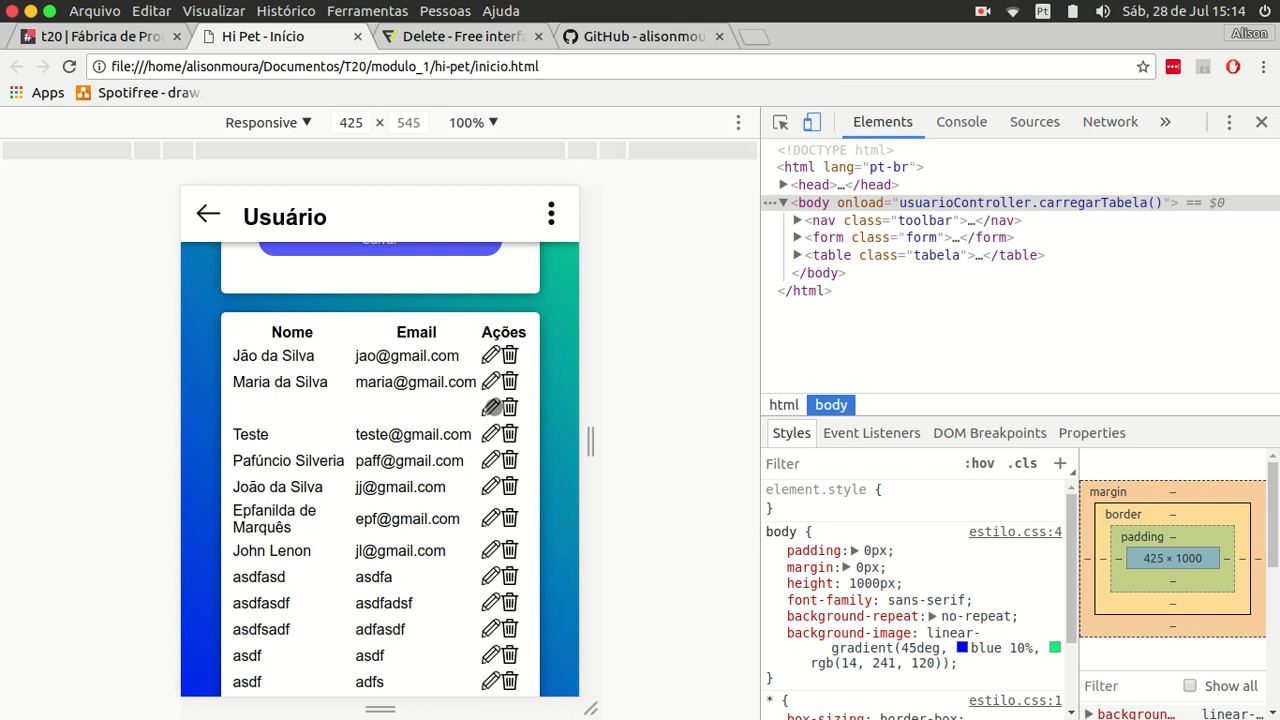 Arquivo Editar Visualizar Histórico Ferramentas Pessoas Ajuda Pt Sáb, 28 de Jul 15:14
t20 | Fábrica de Pro Hi Pet - Início Delete - Free interf GitHub - alisonmou Alison
file:///home/alisonmoura/Documentos/T20/modulo_1/hi-pet/inicio.html
Apps Spotifree - draw.
Responsive 425 × 545 100%
Elements Console Sources Network
<!DOCTYPE html>
<html lang="pt-br">
<head>…</head>
<body onload="usuarioController.carregarTabela()"> == $0
<nav class="toolbar">…</nav>
<form class="form">…</form>
<table class="tabela">…</table>
</body>
</html>
Usuário
Nome Email Ações
Jão da Silva jao@gmail.com
Maria da Silva maria@gmail.com
Teste teste@gmail.com
Pafúncio Silveria paff@gmail.com
João da Silva jj@gmail.com
Epfanilda de
Marquês epf@gmail.com
John Lenon jl@gmail.com
asdfasd asdfa
asdfasdf asdfadsf
asdfsadf adfasdf
asdf asdf
asdf adfs
html body
Styles Event Listeners DOM Breakpoints Properties
Filter :hov .cls +
element.style {
}
body { estilo.css:4
padding: 0px;
margin: 0px;
height: 1000px;
font-family: sans-serif;
background-repeat: no-repeat;
background-image: linear-
gradient(45deg, blue 10%,
rgb(14, 241, 120));
}
* { estilo.css:1
box-sizing: border-box;
margin –
border –
padding –
– – – 425 × 1000 – – –
–
–
–
Filter Show all
backgroun… linear-